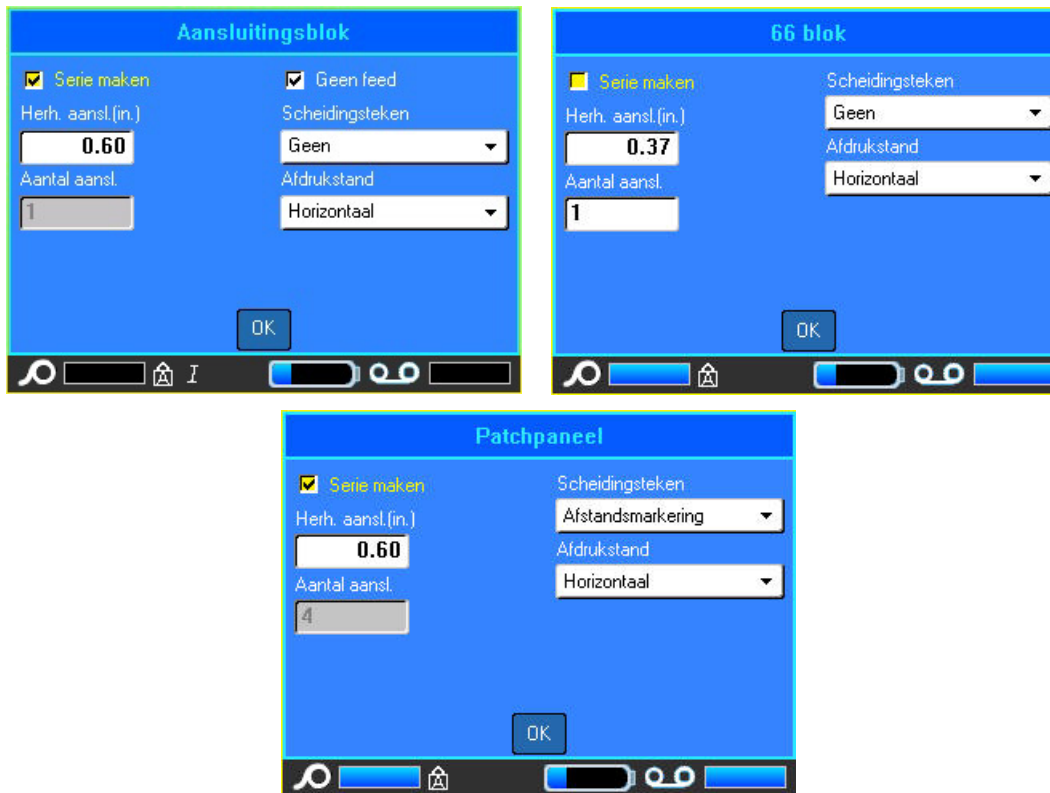 Aansluitingsblok
Serie maken
Geen feed
Herh. aansl.(in.)
Scheidingsteken
0.60
Geen
Aantal aansl.
Afdrukstand
1
Horizontaal
OK
I
66 blok
Serie maken
Scheidingsteken
Herh. aansl.(in.)
Geen
0.37
Afdrukstand
Aantal aansl.
Horizontaal
1
OK
Patchpaneel
Serie maken
Scheidingsteken
Herh. aansl.(in.)
Afstandsmarkering
0.60
Afdrukstand
Aantal aansl.
Horizontaal
4
OK